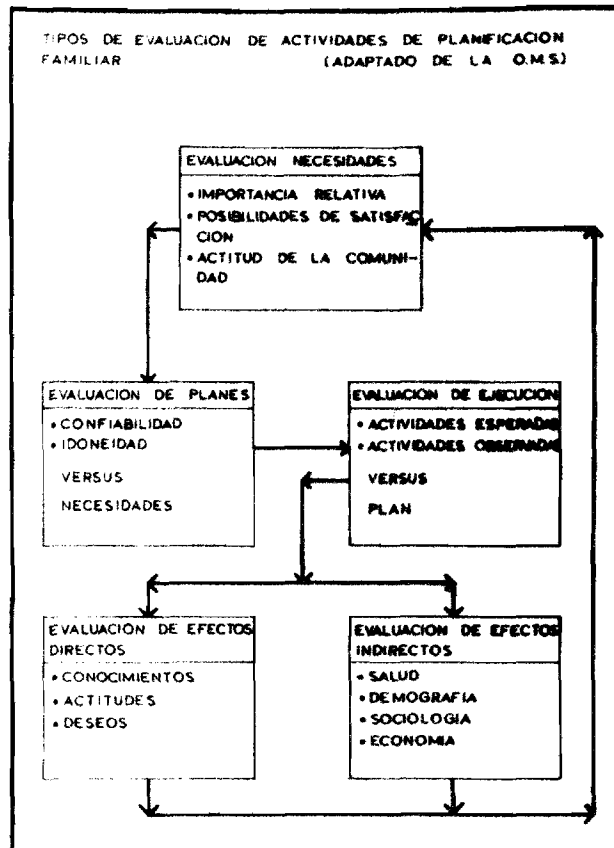 TIPOS DE EVALUACION DE ACTIVIDADES DE PLANIFICACION
FAMILIAR (ADAPTADO DE LA O.M.S.)
EVALUACION NECESIDADES
• IMPORTANCIA RELATIVA
• POSIBILIDADES DE SATISFAC
CION
• ACTITUD DE LA COMUNI-
DAD
EVALUACION DE PLANES
• CONFIABILIDAD
• IDONEIDAD
VERSUS
NECESIDADES
EVALUACION DE EJECUCION
• ACTIVIDADES ESPERADAS
• ACTIVIDADES OBSERVADAS
VERSUS
PLAN
EVALUACION DE EFECTOS
DIRECTOS
• CONOCIMIENTOS
• ACTITUDES
• DESEOS
EVALUACION DE EFECTOS
INDIRECTOS
• SALUD
• DEMOGRAFIA
• SOCIOLOGIA
• ECONOMIA